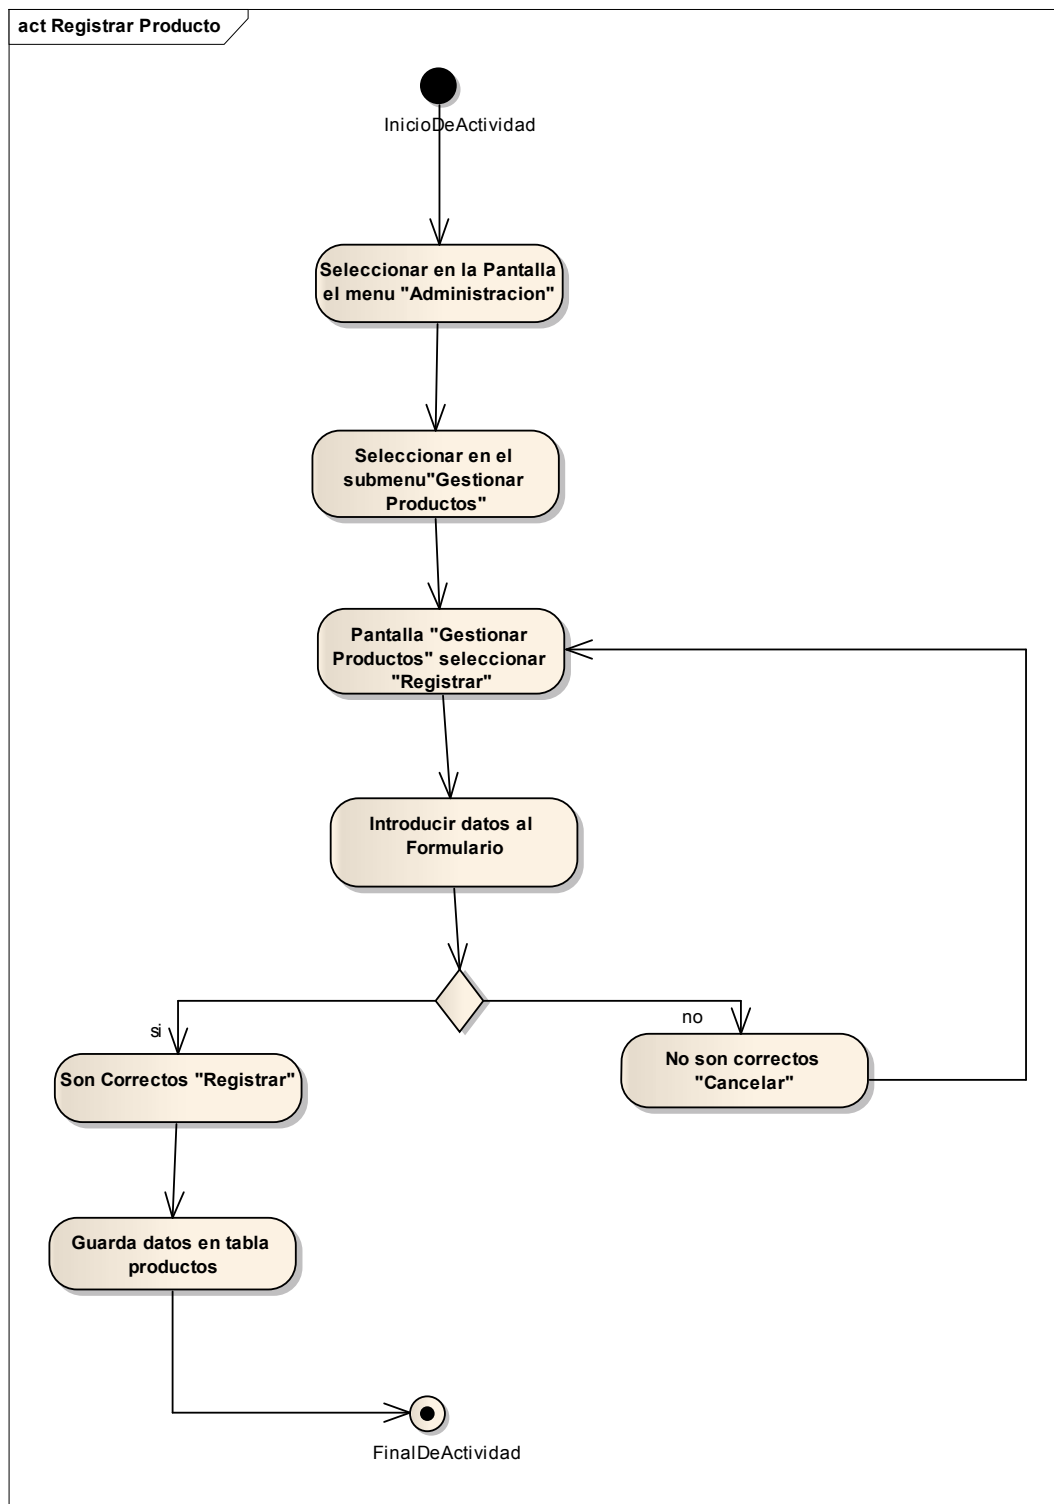 act Registrar Producto
InicioDeActividad
Seleccionar en la Pantalla
el menu "Administracion"
Seleccionar en el
submenu"Gestionar
Productos"
Pantalla "Gestionar
Productos" seleccionar
"Registrar"
Introducir datos al
Formulario
si
no
Son Correctos "Registrar"
No son correctos
"Cancelar"
Guarda datos en tabla
productos
FinalDeActividad